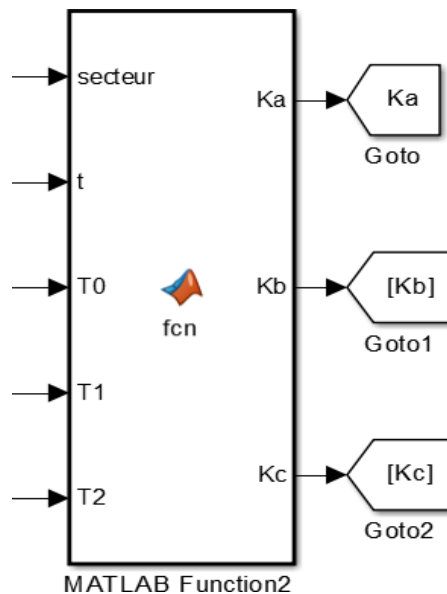 secteur
Ka
Ka
Goto
t
T0
Kb
[Kb]
fcn
Goto1
T1
Kc
[Kc]
T2
Goto2
MATLAB Function2